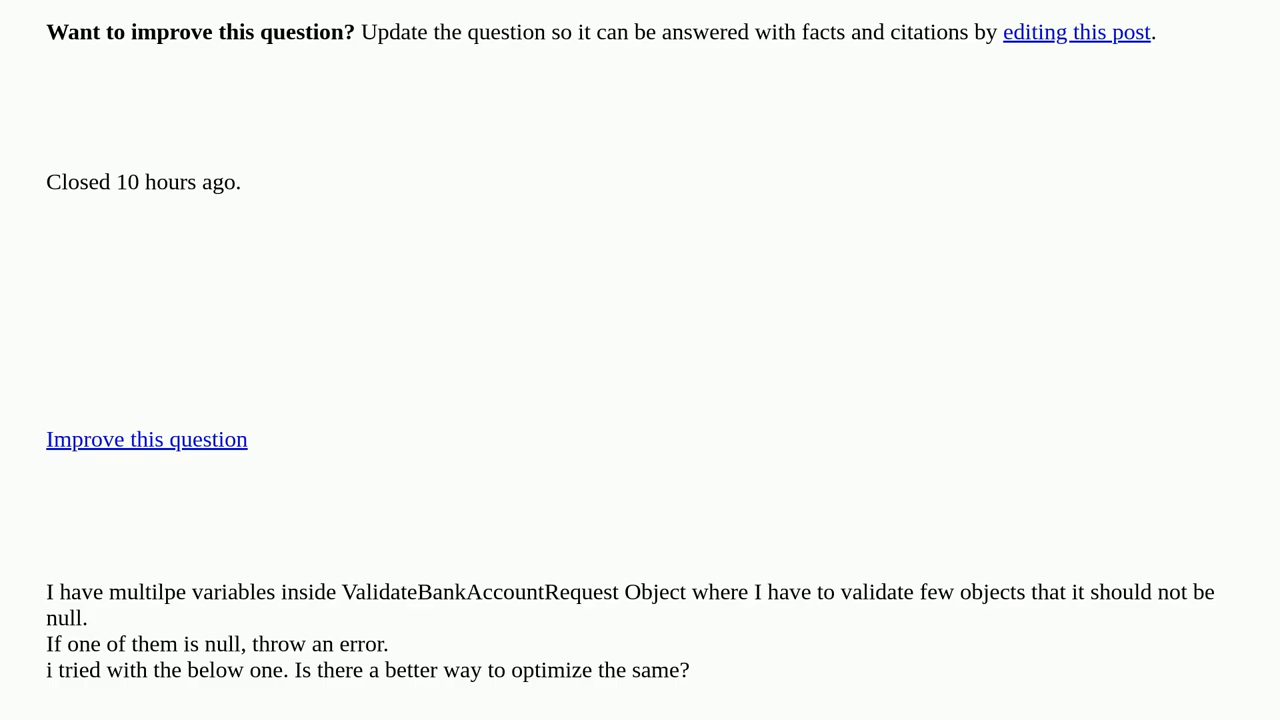 Want to improve this question? Update the question so it can be answered with facts and citations by editing this post.
Closed 10 hours ago.
Improve this question
I have multilpe variables inside ValidateBankAccountRequest Object where I have to validate few objects that it should not be
null.
If one of them is null, throw an error.
i tried with the below one. Is there a better way to optimize the same?